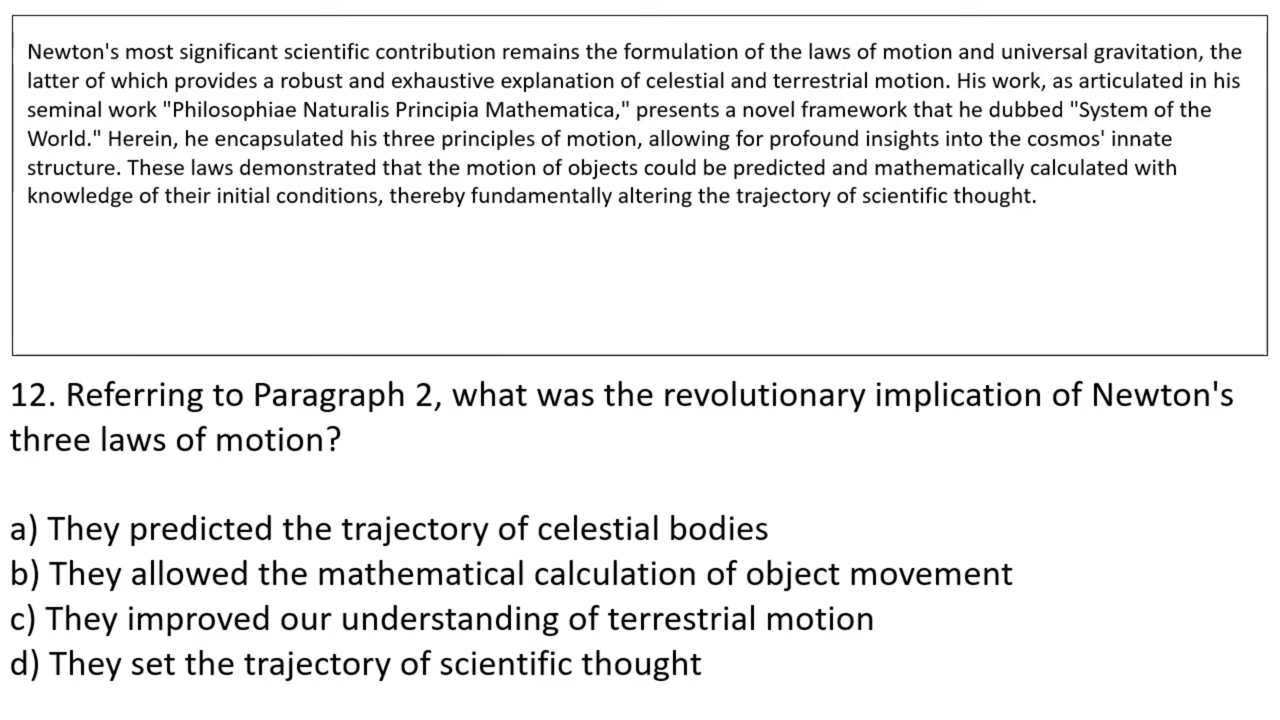 Newton's most significant scientific contribution remains the formulation of the laws of motion and universal gravitation, the
latter of which provides a robust and exhaustive explanation of celestial and terrestrial motion. His work, as articulated in his
seminal work "Philosophiae Naturalis Principia Mathematica," presents a novel framework that he dubbed "System of the
World." Herein, he encapsulated his three principles of motion, allowing for profound insights into the cosmos' innate
structure. These laws demonstrated that the motion of objects could be predicted and mathematically calculated with
knowledge of their initial conditions, thereby fundamentally altering the trajectory of scientific thought.
12. Referring to Paragraph 2, what was the revolutionary implication of Newton's
three laws of motion?
a) They predicted the trajectory of celestial bodies
b) They allowed the mathematical calculation of object movement
c) They improved our understanding of terrestrial motion
d) They set the trajectory of scientific thought